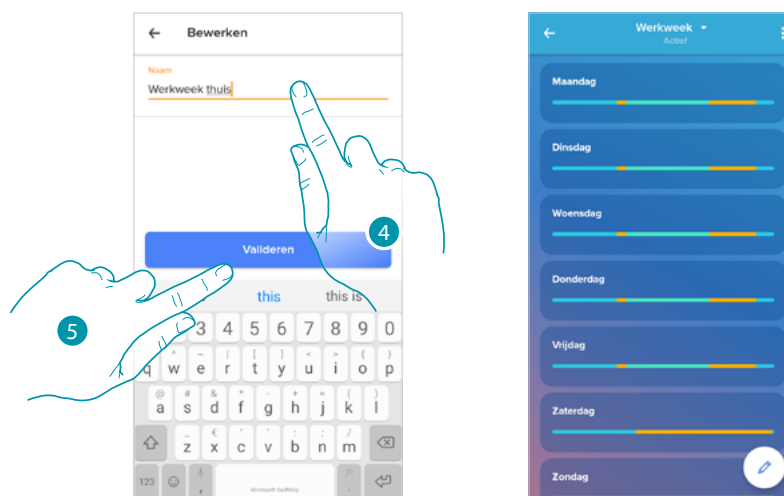 ← Bewerken
Naam
Werkweek thuis
4
Valideren
this this is
5
3 4 5 6 7 8 9 0
q w e r t y u i o p
@ # & * - + = ( )
a s d f g h j k l
_ € " ' : ; /
z x c v b n m
123 , Microsoft SwiftKey .
← Werkweek
Actief
Maandag
Dinsdag
Woensdag
Donderdag
Vrijdag
Zaterdag
Zondag